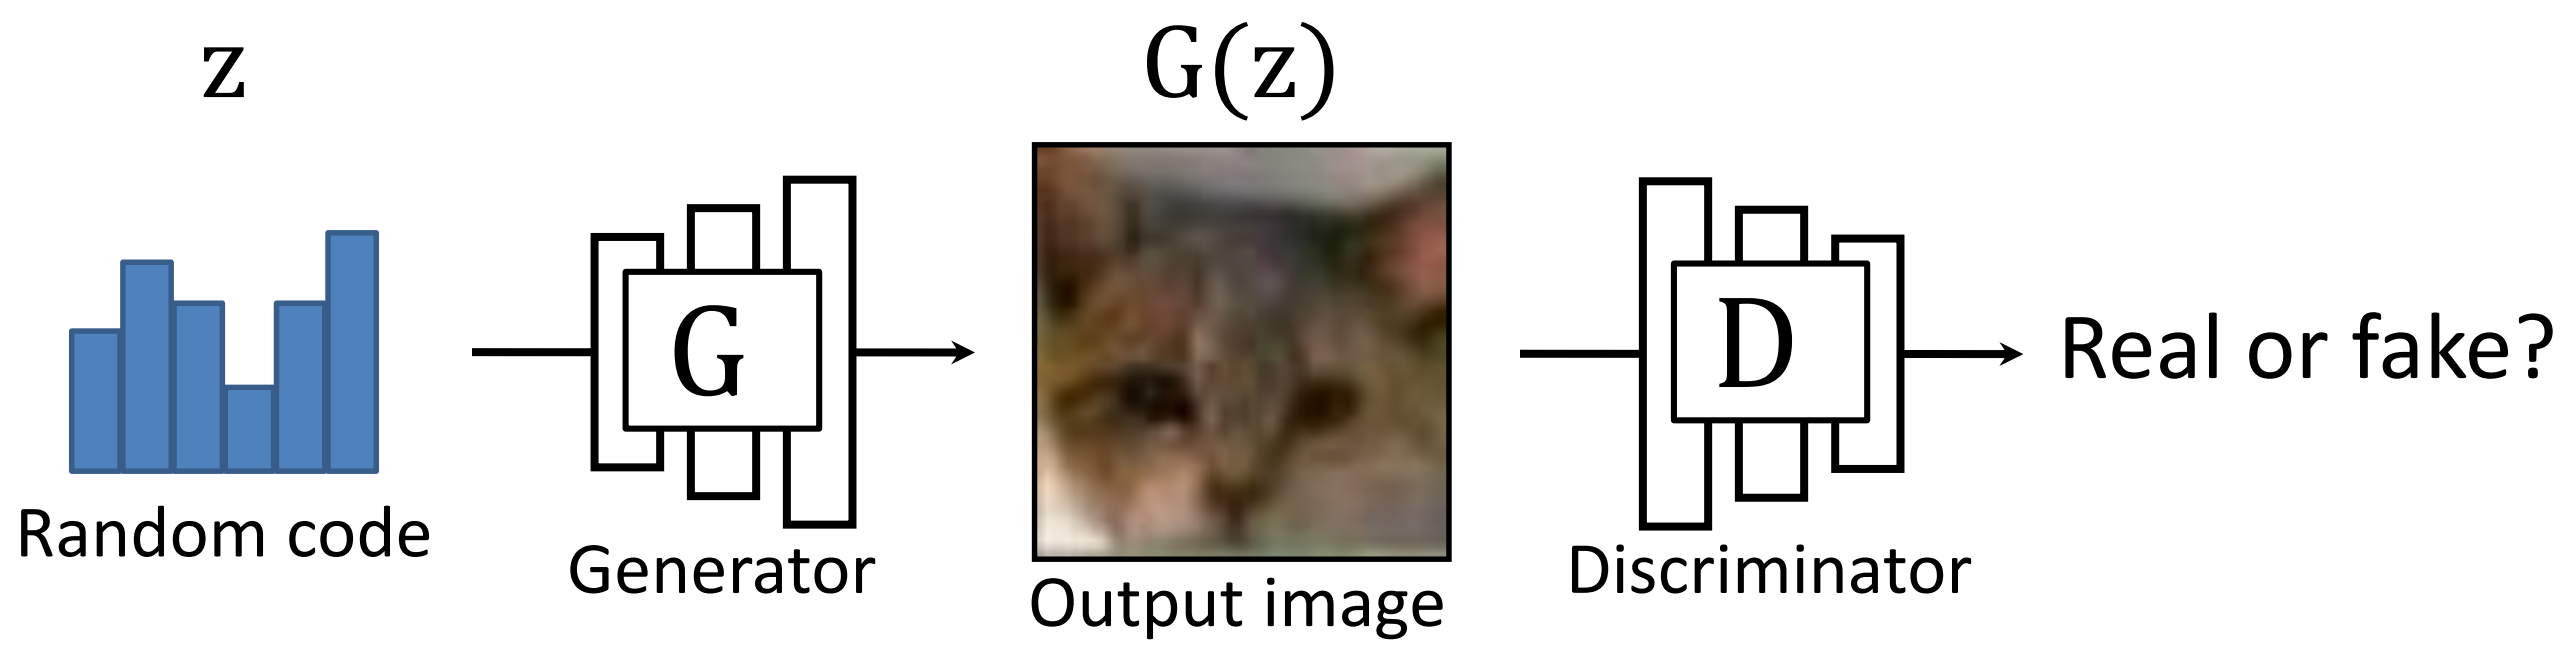 z
G(z)
G
D
Real or fake?
Random code
Generator
Output image
Discriminator